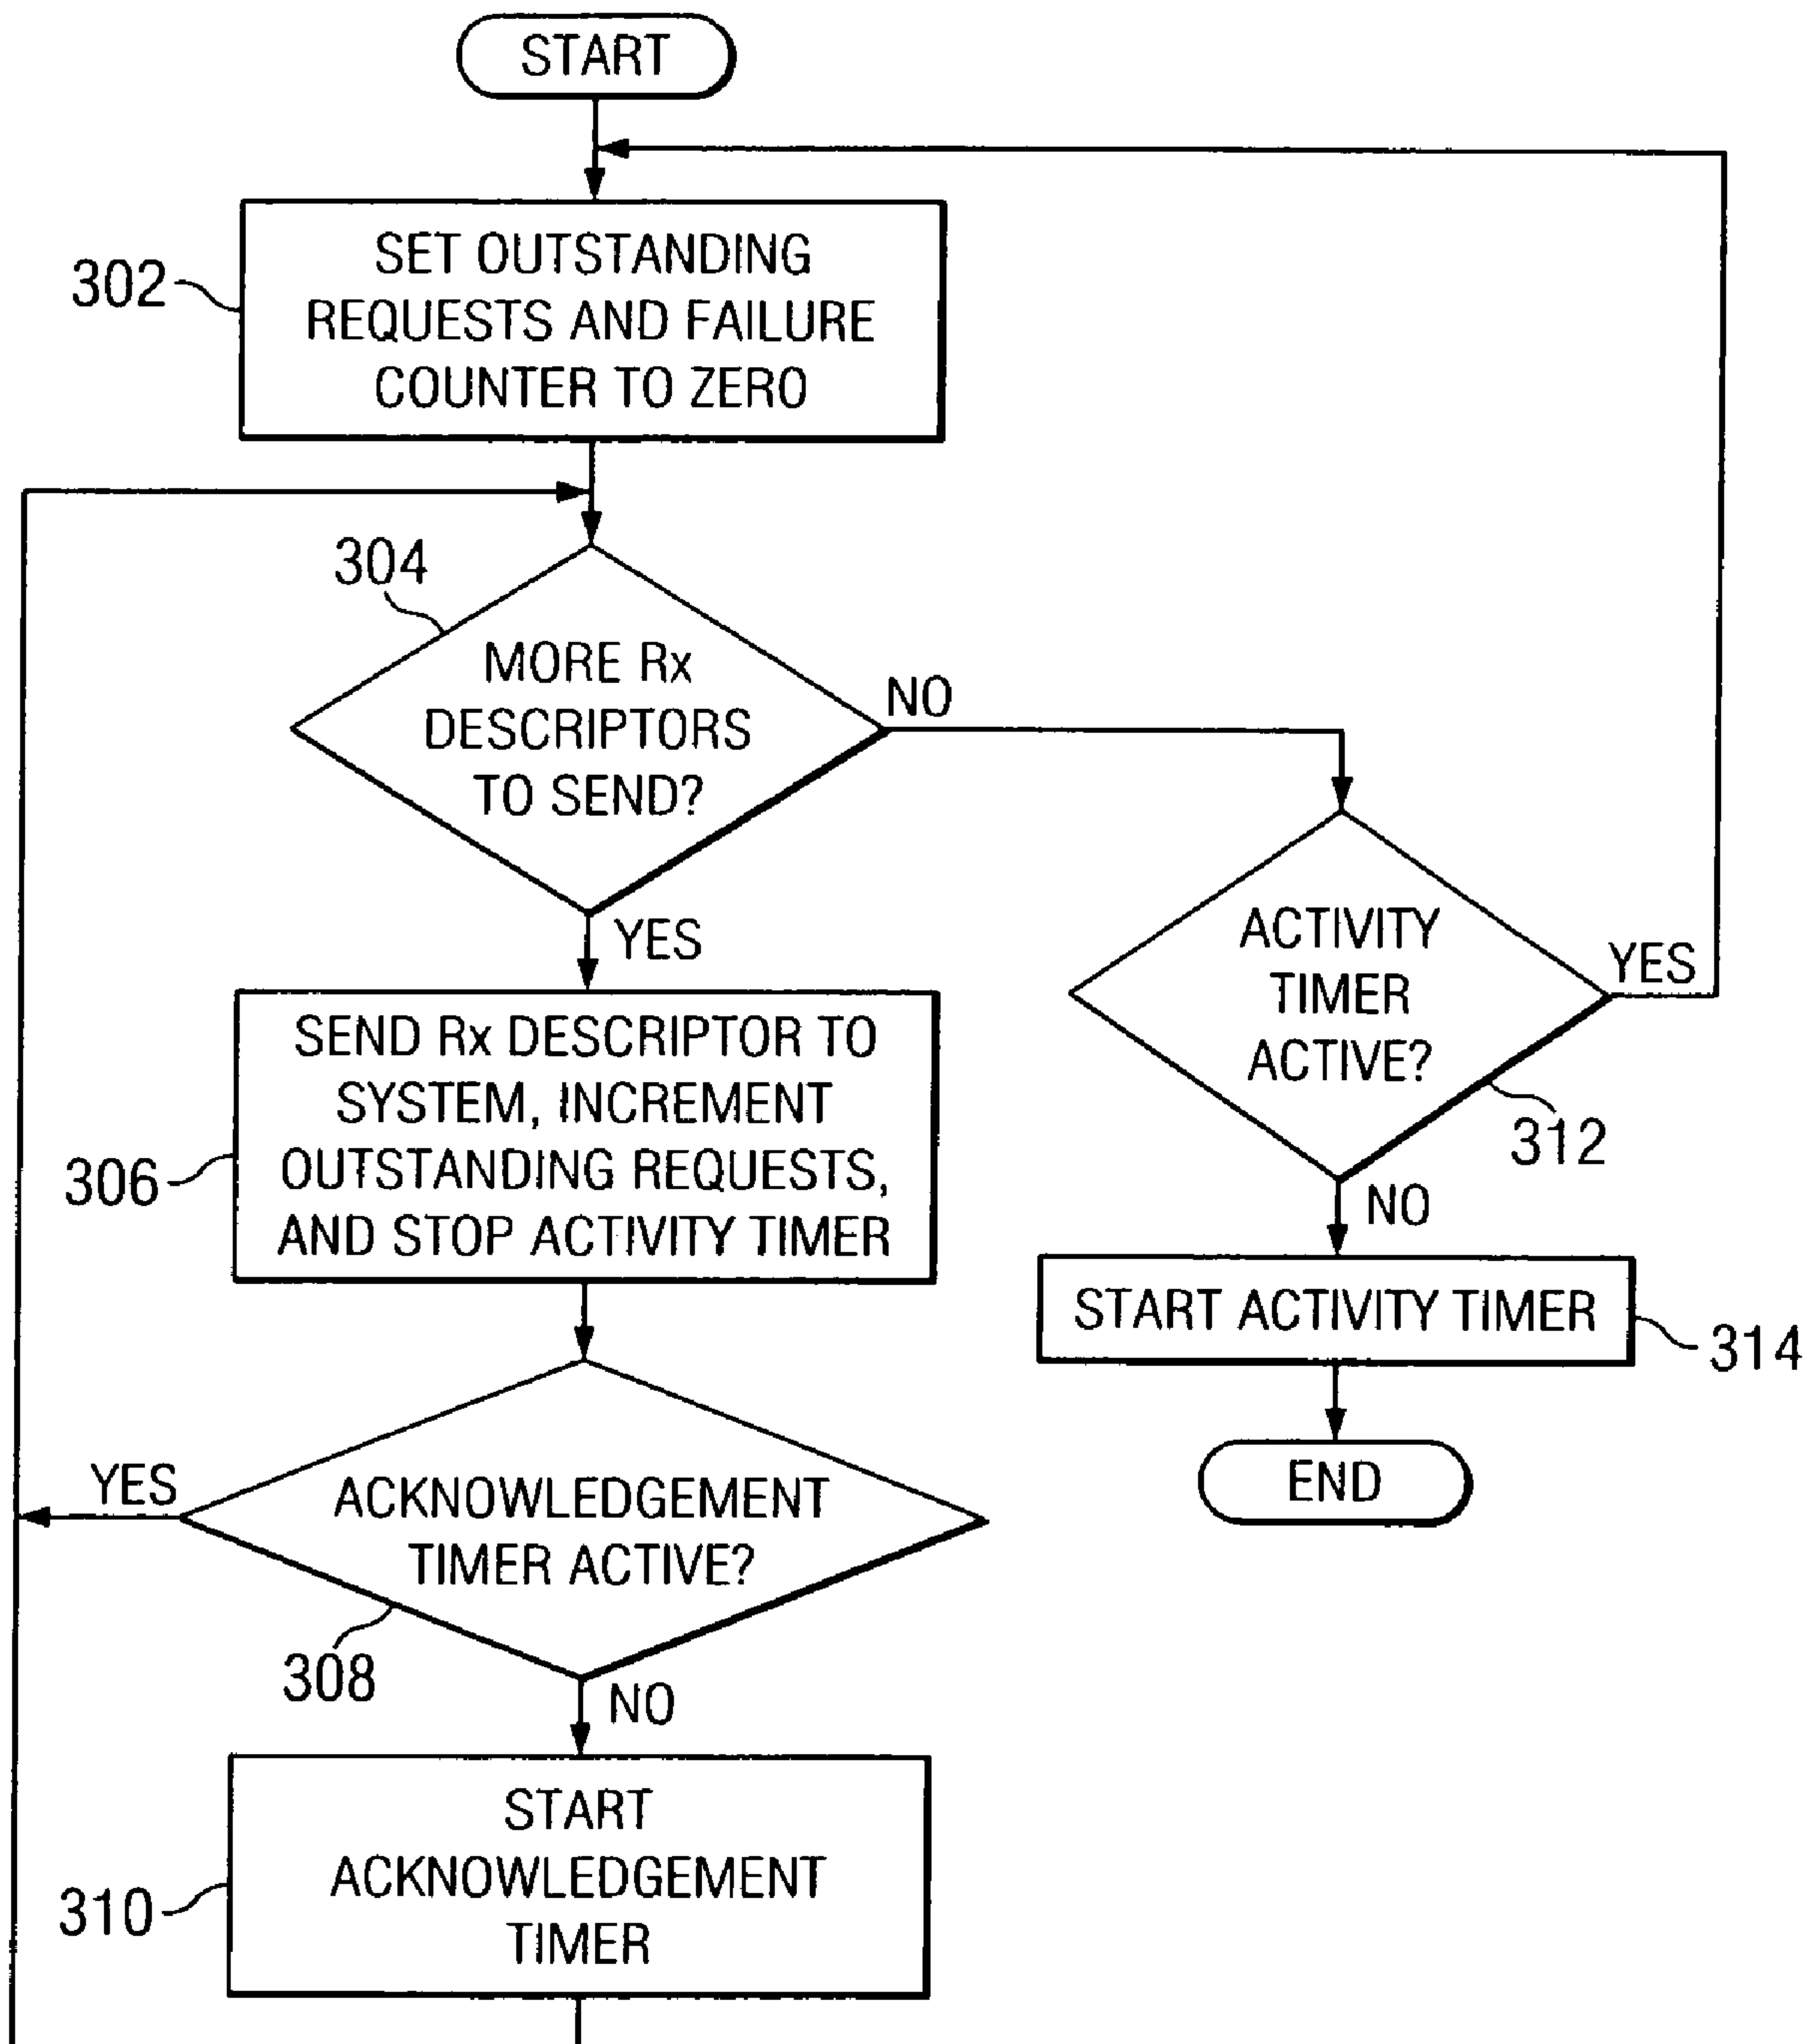 START
302
SET OUTSTANDING
REQUESTS AND FAILURE
COUNTER TO ZERO
304
MORE Rx
DESCRIPTORS
TO SEND?
NO
YES
306
SEND Rx DESCRIPTOR TO
SYSTEM, INCREMENT
OUTSTANDING REQUESTS,
AND STOP ACTIVITY TIMER
ACTIVITY
TIMER
ACTIVE?
YES
312
NO
START ACTIVITY TIMER
314
END
YES
ACKNOWLEDGEMENT
TIMER ACTIVE?
308
NO
310
START
ACKNOWLEDGEMENT
TIMER